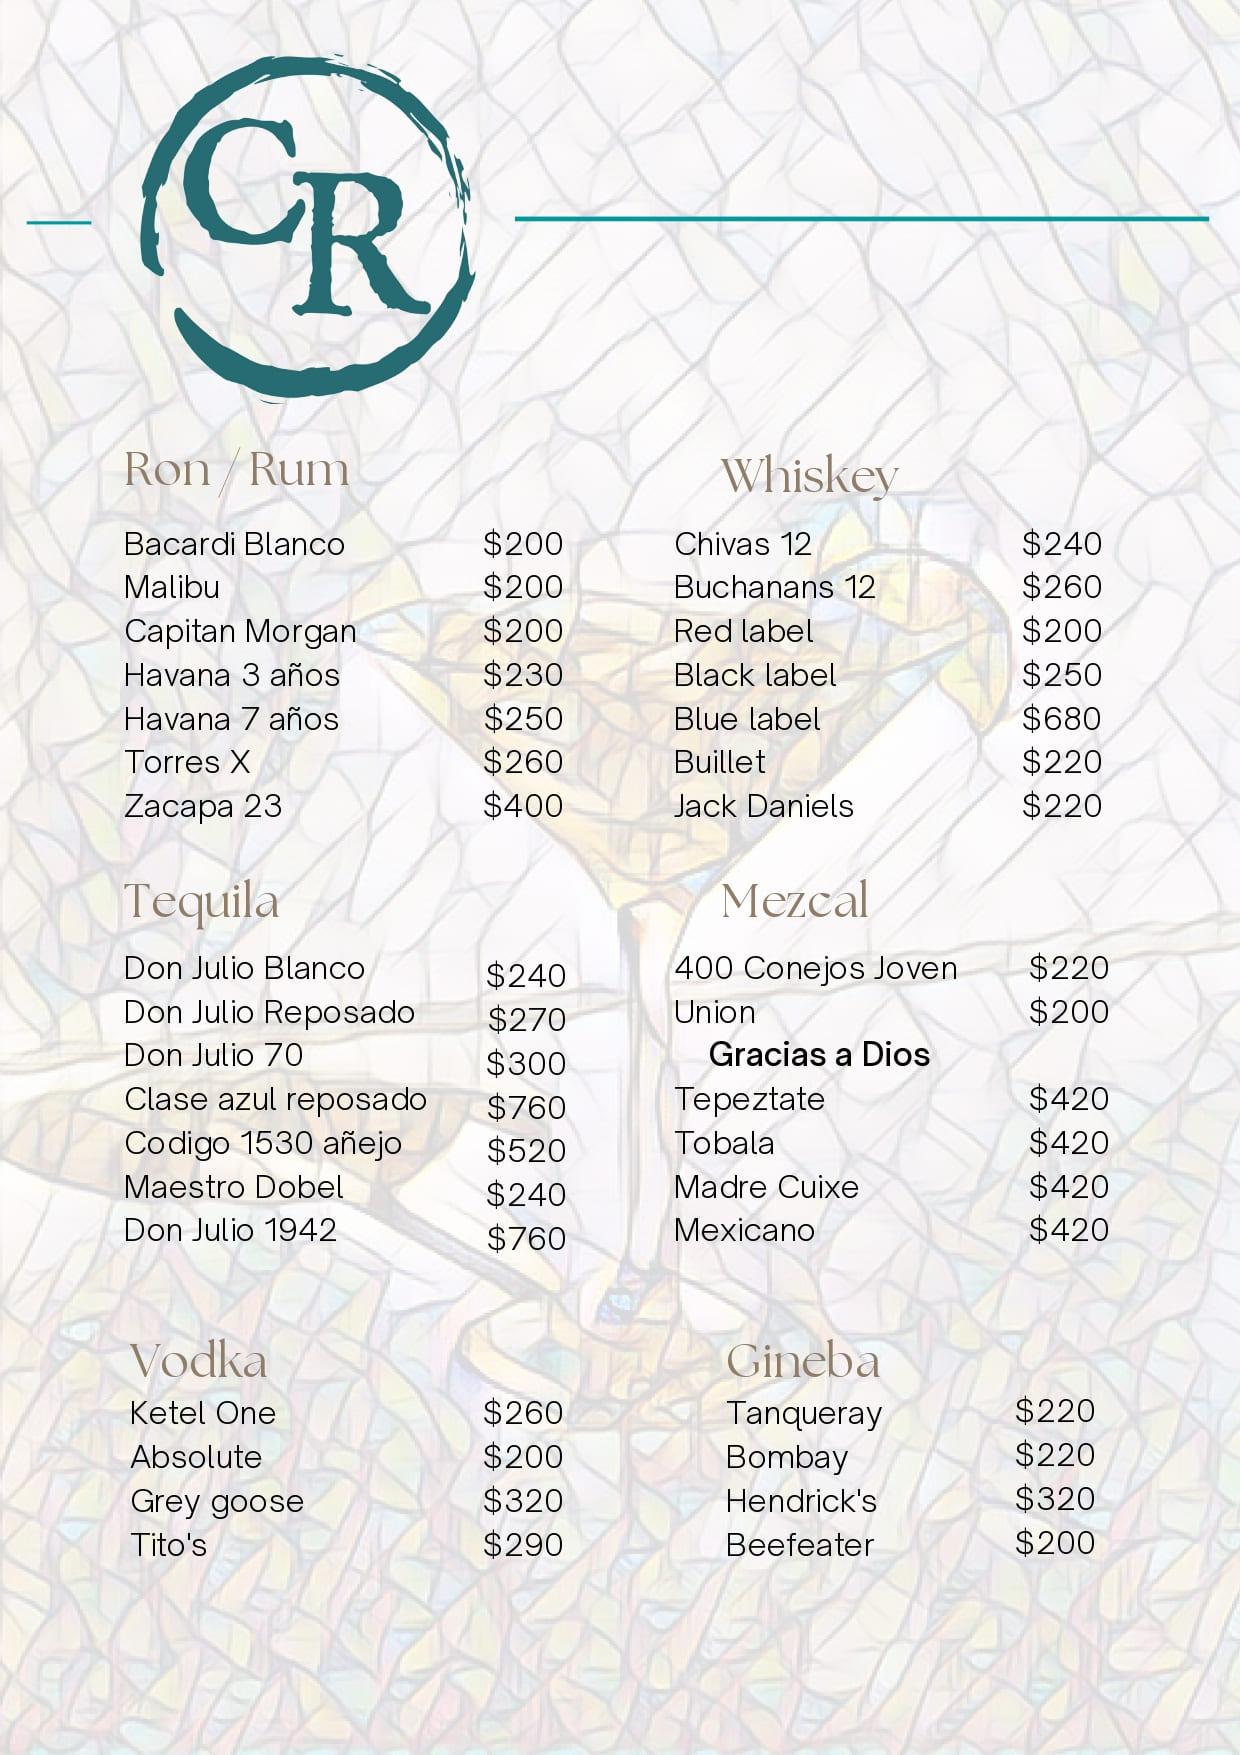 CR
Ron / Rum
Bacardi Blanco $200
Malibu $200
Capitan Morgan $200
Havana 3 años $230
Havana 7 años $250
Torres X $260
Zacapa 23 $400
Whiskey
Chivas 12 $240
Buchanans 12 $260
Red label $200
Black label $250
Blue label $680
Buillet $220
Jack Daniels $220
Tequila
Don Julio Blanco $240
Don Julio Reposado $270
Don Julio 70 $300
Clase azul reposado $760
Codigo 1530 añejo $520
Maestro Dobel $240
Don Julio 1942 $760
Mezcal
400 Conejos Joven $220
Union $200
Gracias a Dios
Tepeztate $420
Tobala $420
Madre Cuixe $420
Mexicano $420
Vodka
Ketel One $260
Absolute $200
Grey goose $320
Tito's $290
Gineba
Tanqueray $220
Bombay $220
Hendrick's $320
Beefeater $200